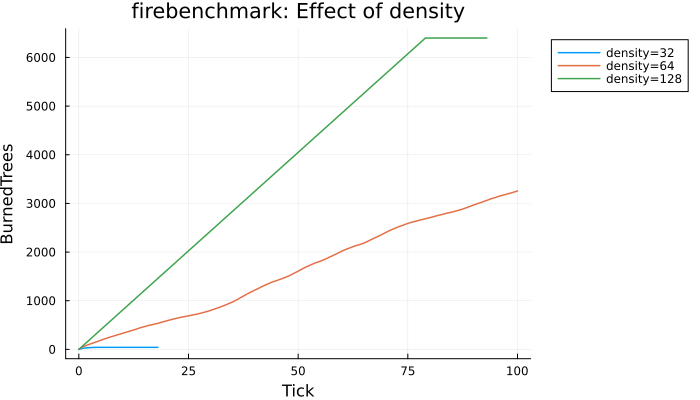 firebenchmark: Effect of density
density=32
density=64
density=128
BurnedTrees
6000
5000
4000
3000
2000
1000
0
0 25 50 75 100
Tick